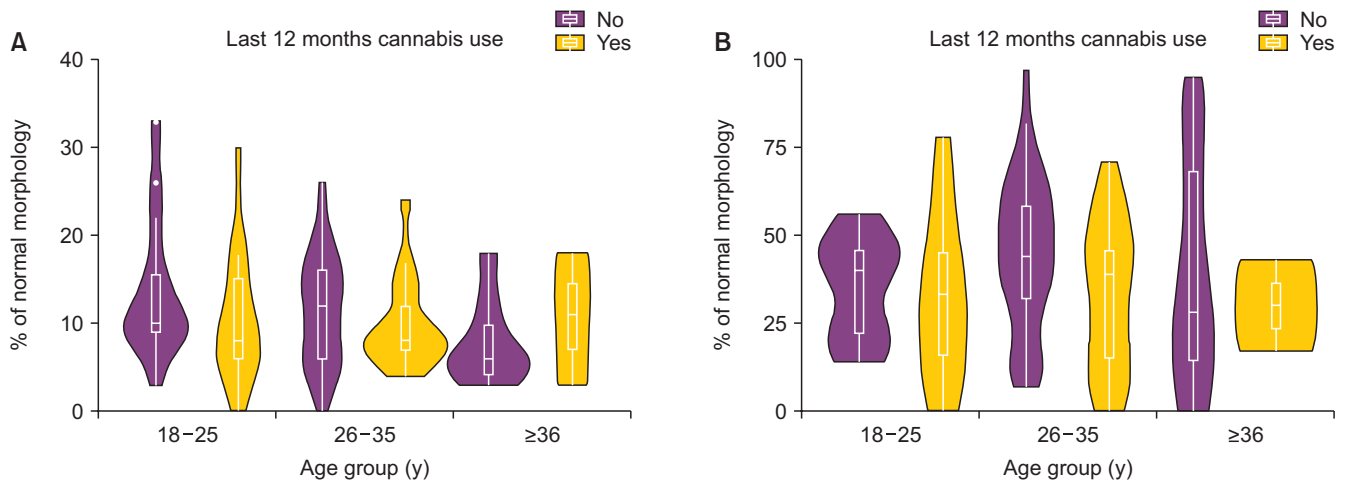 A
Last 12 months cannabis use
No
Yes
% of normal morphology
40
30
20
10
0
18–25
26–35
≥36
Age group (y)
B
Last 12 months cannabis use
No
Yes
% of normal morphology
100
75
50
25
0
18–25
26–35
≥36
Age group (y)